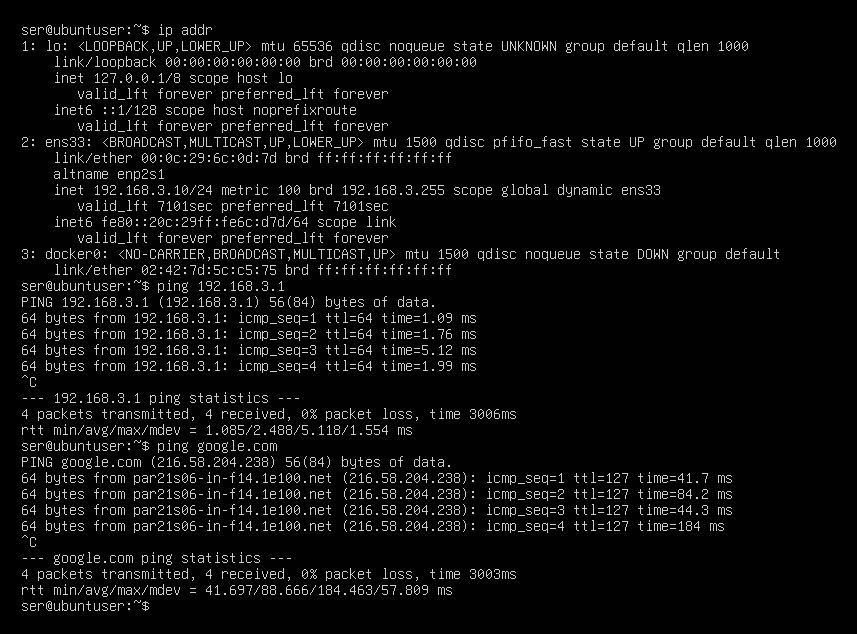 ser@ubuntuser:~$ ip addr
1: lo: <LOOPBACK,UP,LOWER_UP> mtu 65536 qdisc noqueue state UNKNOWN group default qlen 1000
    link/loopback 00:00:00:00:00:00 brd 00:00:00:00:00:00
    inet 127.0.0.1/8 scope host lo
       valid_lft forever preferred_lft forever
    inet6 ::1/128 scope host noprefixroute
       valid_lft forever preferred_lft forever
2: ens33: <BROADCAST,MULTICAST,UP,LOWER_UP> mtu 1500 qdisc pfifo_fast state UP group default qlen 1000
    link/ether 00:0c:29:6c:0d:7d brd ff:ff:ff:ff:ff:ff
    altname enp2s1
    inet 192.168.3.10/24 metric 100 brd 192.168.3.255 scope global dynamic ens33
       valid_lft 7101sec preferred_lft 7101sec
    inet6 fe80::20c:29ff:fe6c:d7d/64 scope link
       valid_lft forever preferred_lft forever
3: docker0: <NO-CARRIER,BROADCAST,MULTICAST,UP> mtu 1500 qdisc noqueue state DOWN group default
    link/ether 02:42:7d:5c:c5:75 brd ff:ff:ff:ff:ff:ff
ser@ubuntuser:~$ ping 192.168.3.1
PING 192.168.3.1 (192.168.3.1) 56(84) bytes of data.
64 bytes from 192.168.3.1: icmp_seq=1 ttl=64 time=1.09 ms
64 bytes from 192.168.3.1: icmp_seq=2 ttl=64 time=1.76 ms
64 bytes from 192.168.3.1: icmp_seq=3 ttl=64 time=5.12 ms
64 bytes from 192.168.3.1: icmp_seq=4 ttl=64 time=1.99 ms
^C
--- 192.168.3.1 ping statistics ---
4 packets transmitted, 4 received, 0% packet loss, time 3006ms
rtt min/avg/max/mdev = 1.085/2.488/5.118/1.554 ms
ser@ubuntuser:~$ ping google.com
PING google.com (216.58.204.238) 56(84) bytes of data.
64 bytes from par21s06-in-f14.1e100.net (216.58.204.238): icmp_seq=1 ttl=127 time=41.7 ms
64 bytes from par21s06-in-f14.1e100.net (216.58.204.238): icmp_seq=2 ttl=127 time=84.2 ms
64 bytes from par21s06-in-f14.1e100.net (216.58.204.238): icmp_seq=3 ttl=127 time=44.3 ms
64 bytes from par21s06-in-f14.1e100.net (216.58.204.238): icmp_seq=4 ttl=127 time=184 ms
^C
--- google.com ping statistics ---
4 packets transmitted, 4 received, 0% packet loss, time 3003ms
rtt min/avg/max/mdev = 41.697/88.666/184.463/57.809 ms
ser@ubuntuser:~$